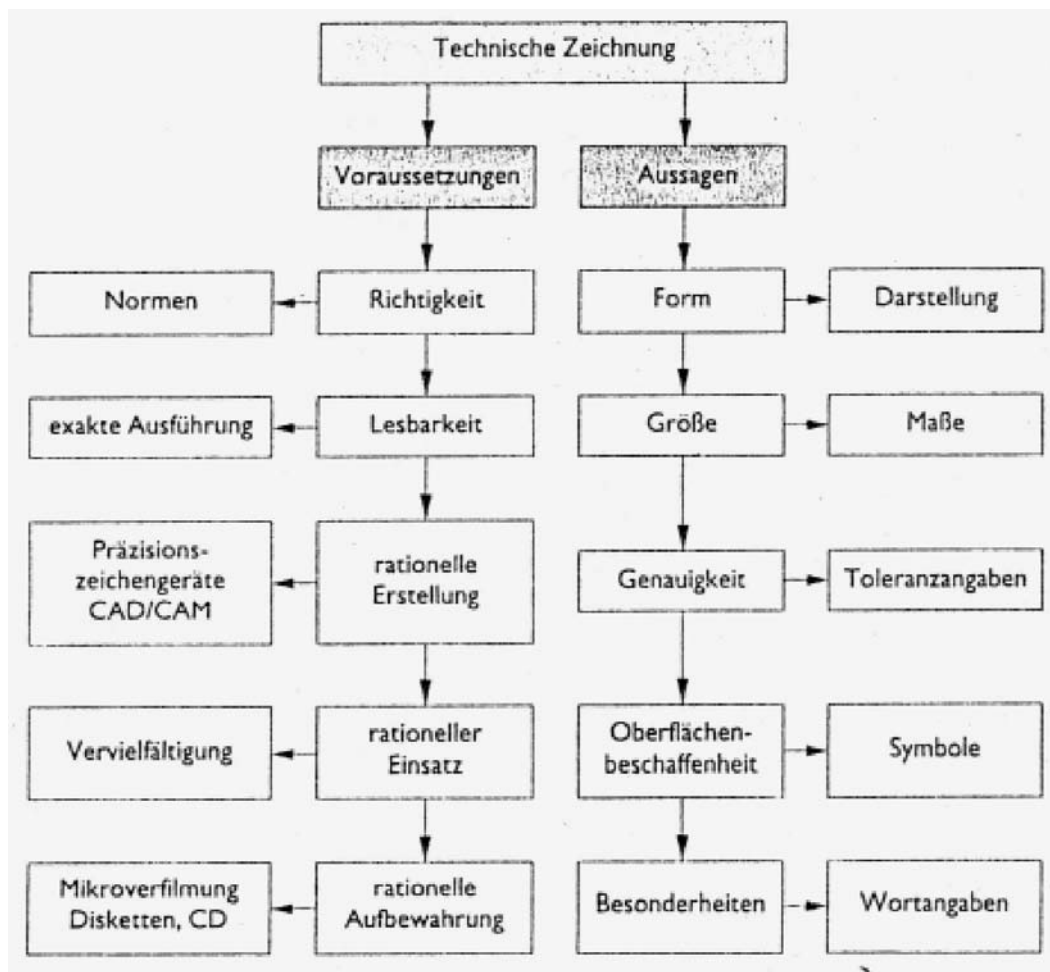 Technische Zeichnung
Voraussetzungen
Aussagen
Normen
Richtigkeit
Form
Darstellung
exakte Ausführung
Lesbarkeit
Größe
Maße
Präzisions-
zeichengeräte
CAD/CAM
rationelle
Erstellung
Genauigkeit
Toleranzangaben
Vervielfältigung
rationeller
Einsatz
Oberflächen-
beschaffenheit
Symbole
Mikroverfilmung
Disketten, CD
rationelle
Aufbewahrung
Besonderheiten
Wortangaben